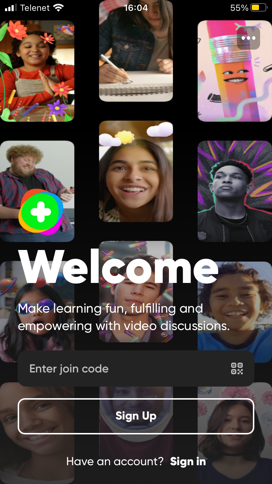 Telenet 16:04 55%
Welcome
Make learning fun, fulfilling and
empowering with video discussions.
Enter join code
Sign Up
Have an account? Sign in